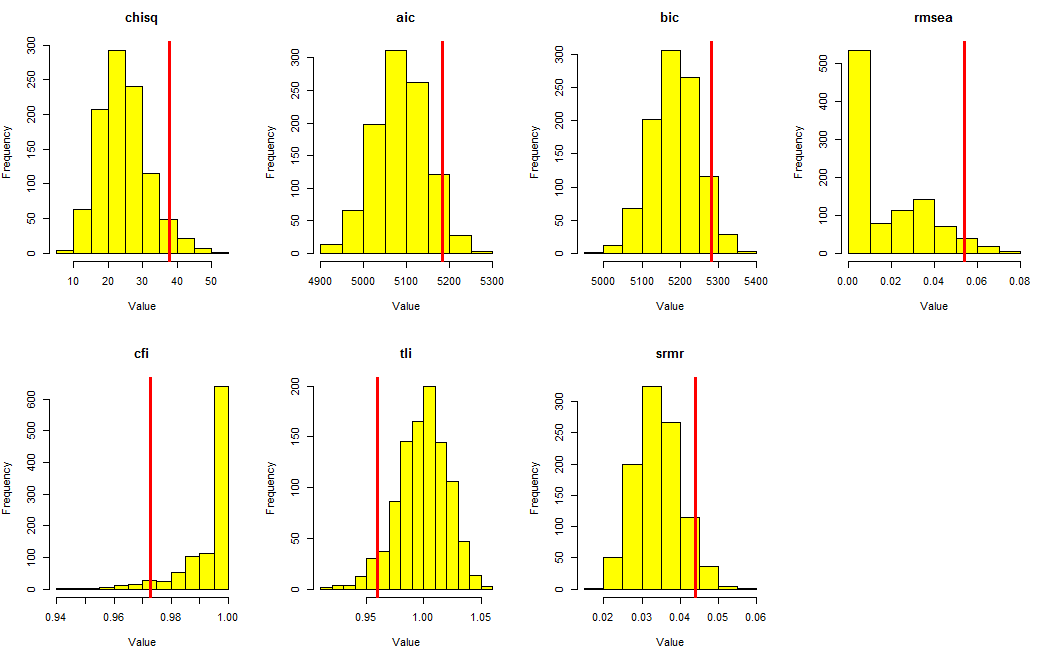 chisq
Frequency
0 50 100 150 200 250 300
10 20 30 40 50
Value
aic
Frequency
0 50 100 150 200 250 300
4900 5000 5100 5200 5300
Value
bic
Frequency
0 50 100 150 200 250 300
5000 5100 5200 5300 5400
Value
rmsea
Frequency
0 100 200 300 400 500
0.00 0.02 0.04 0.06 0.08
Value
cfi
Frequency
0 100 200 300 400 500 600
0.94 0.96 0.98 1.00
Value
tli
Frequency
0 50 100 150 200
0.95 1.00 1.05
Value
srmr
Frequency
0 50 100 150 200 250 300
0.02 0.03 0.04 0.05 0.06
Value